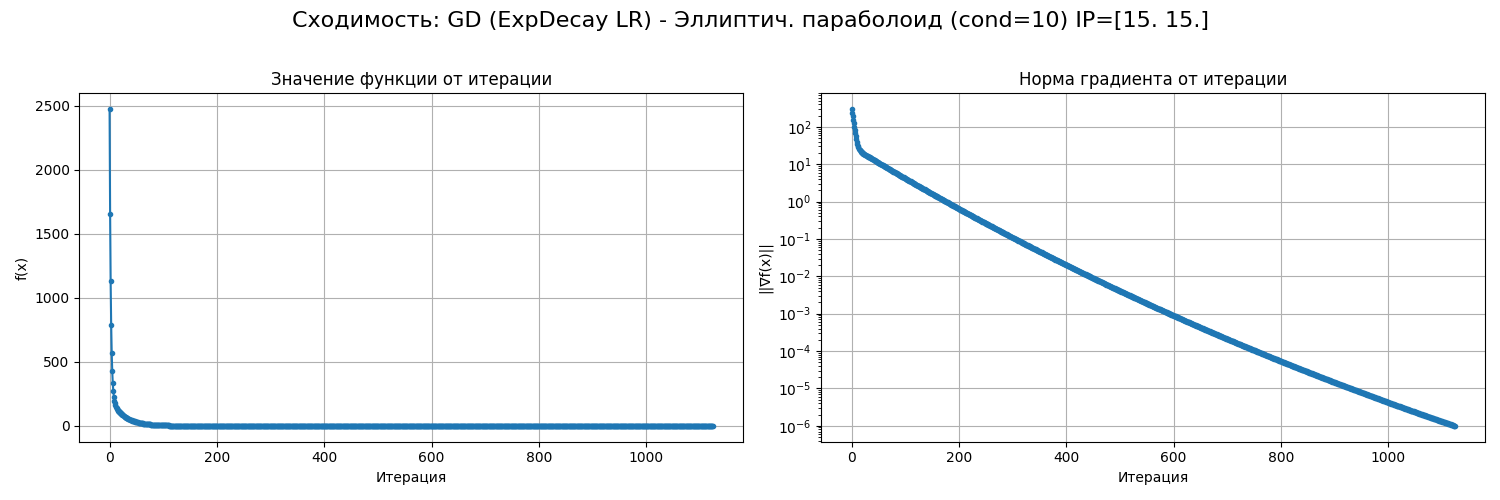 Сходимость: GD (ExpDecay LR) - Эллиптич. параболоид (cond=10) IP=[15. 15.]
Значение функции от итерации
f(x)
2500
2000
1500
1000
500
0
0 200 400 600 800 1000
Итерация
Норма градиента от итерации
||∇f(x)||
10²
10¹
10⁰
10⁻¹
10⁻²
10⁻³
10⁻⁴
10⁻⁵
10⁻⁶
0 200 400 600 800 1000
Итерация